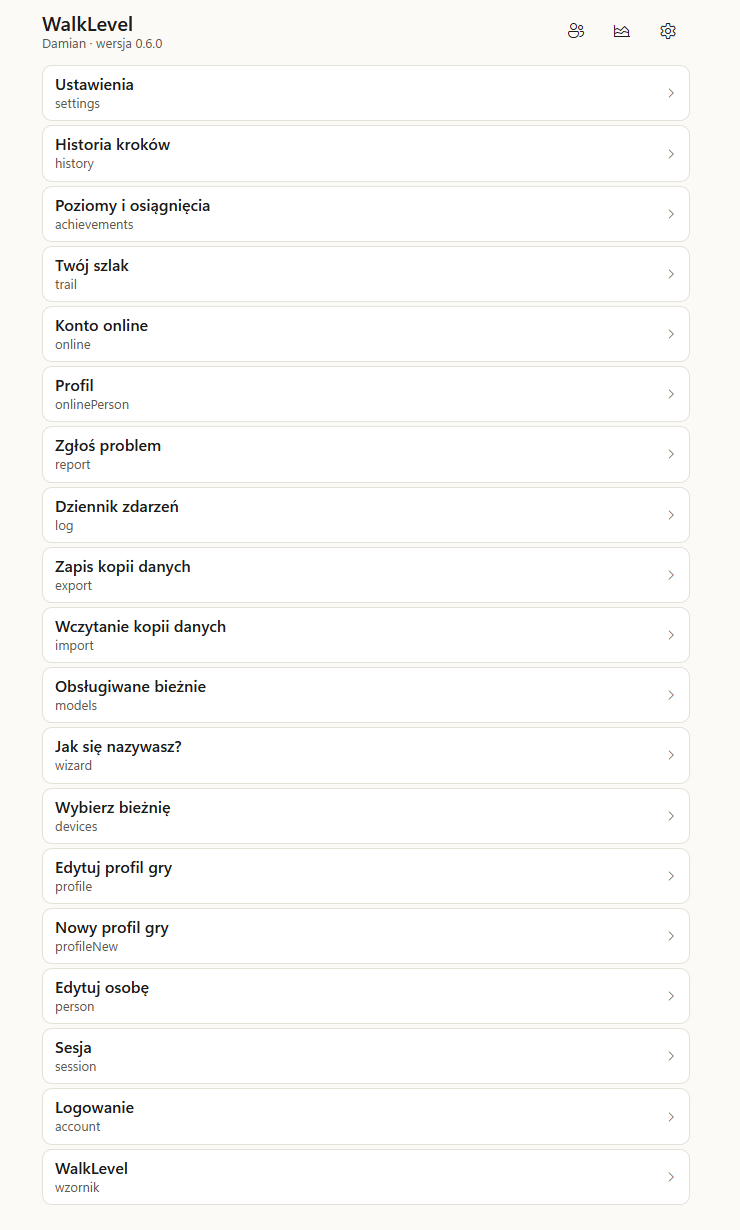 WalkLevel
Damian · wersja 0.6.0
Ustawienia
settings
Historia kroków
history
Poziomy i osiągnięcia
achievements
Twój szlak
trail
Konto online
online
Profil
onlinePerson
Zgłoś problem
report
Dziennik zdarzeń
log
Zapis kopii danych
export
Wczytanie kopii danych
import
Obsługiwane bieżnie
models
Jak się nazywasz?
wizard
Wybierz bieżnię
devices
Edytuj profil gry
profile
Nowy profil gry
profileNew
Edytuj osobę
person
Sesja
session
Logowanie
account
WalkLevel
wzornik